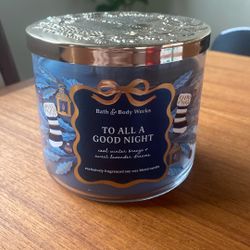 Bath & Body Works
TO ALL A
GOOD NIGHT
cool winter breeze &
sweet lavender dreams